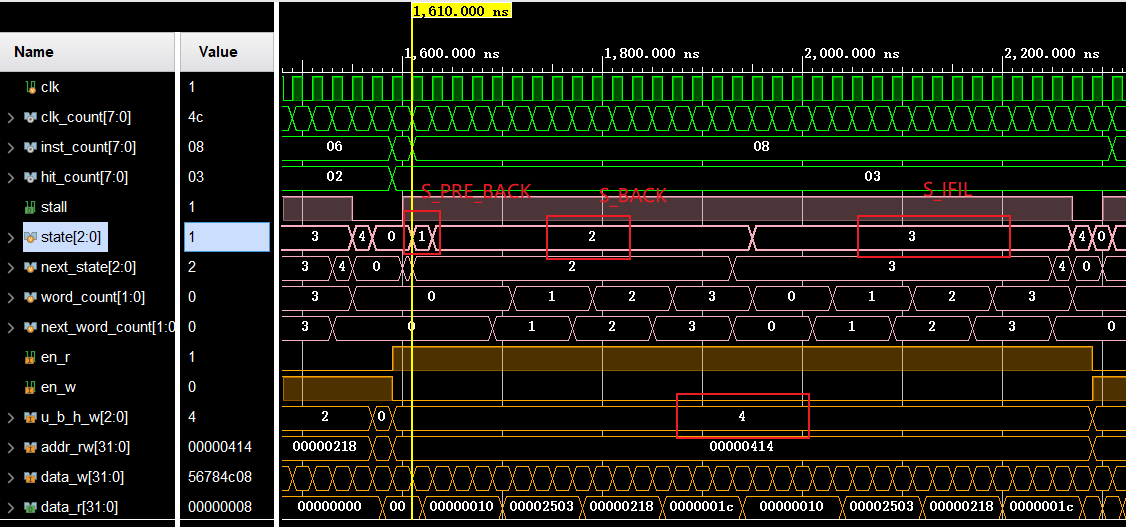 1,610.000 ns
Name Value
1,600.000 ns 1,800.000 ns 2,000.000 ns 2,200.000 ns
clk 1
clk_count[7:0] 4c
inst_count[7:0] 08 06 08
hit_count[7:0] 03 02 03
S_PRE_BACK S_BACK S_IFIL
stall 1
state[2:0] 1 3 4 0 1 2 3 4 0
next_state[2:0] 2 3 4 0 2 3 4 0
word_count[1:0] 0 3 0 1 2 3 0 1 2 3
next_word_count[1:0 0 3 0 1 2 3 0 1 2 3 0
en_r 1
en_w 0
u_b_h_w[2:0] 4 2 0 4
addr_rw[31:0] 00000414 00000218 00000414
data_w[31:0] 56784c08
data_r[31:0] 00000008 00000000 00 00000010 00002503 00000218 0000001c 00000010 00002503 00000218 0000001c